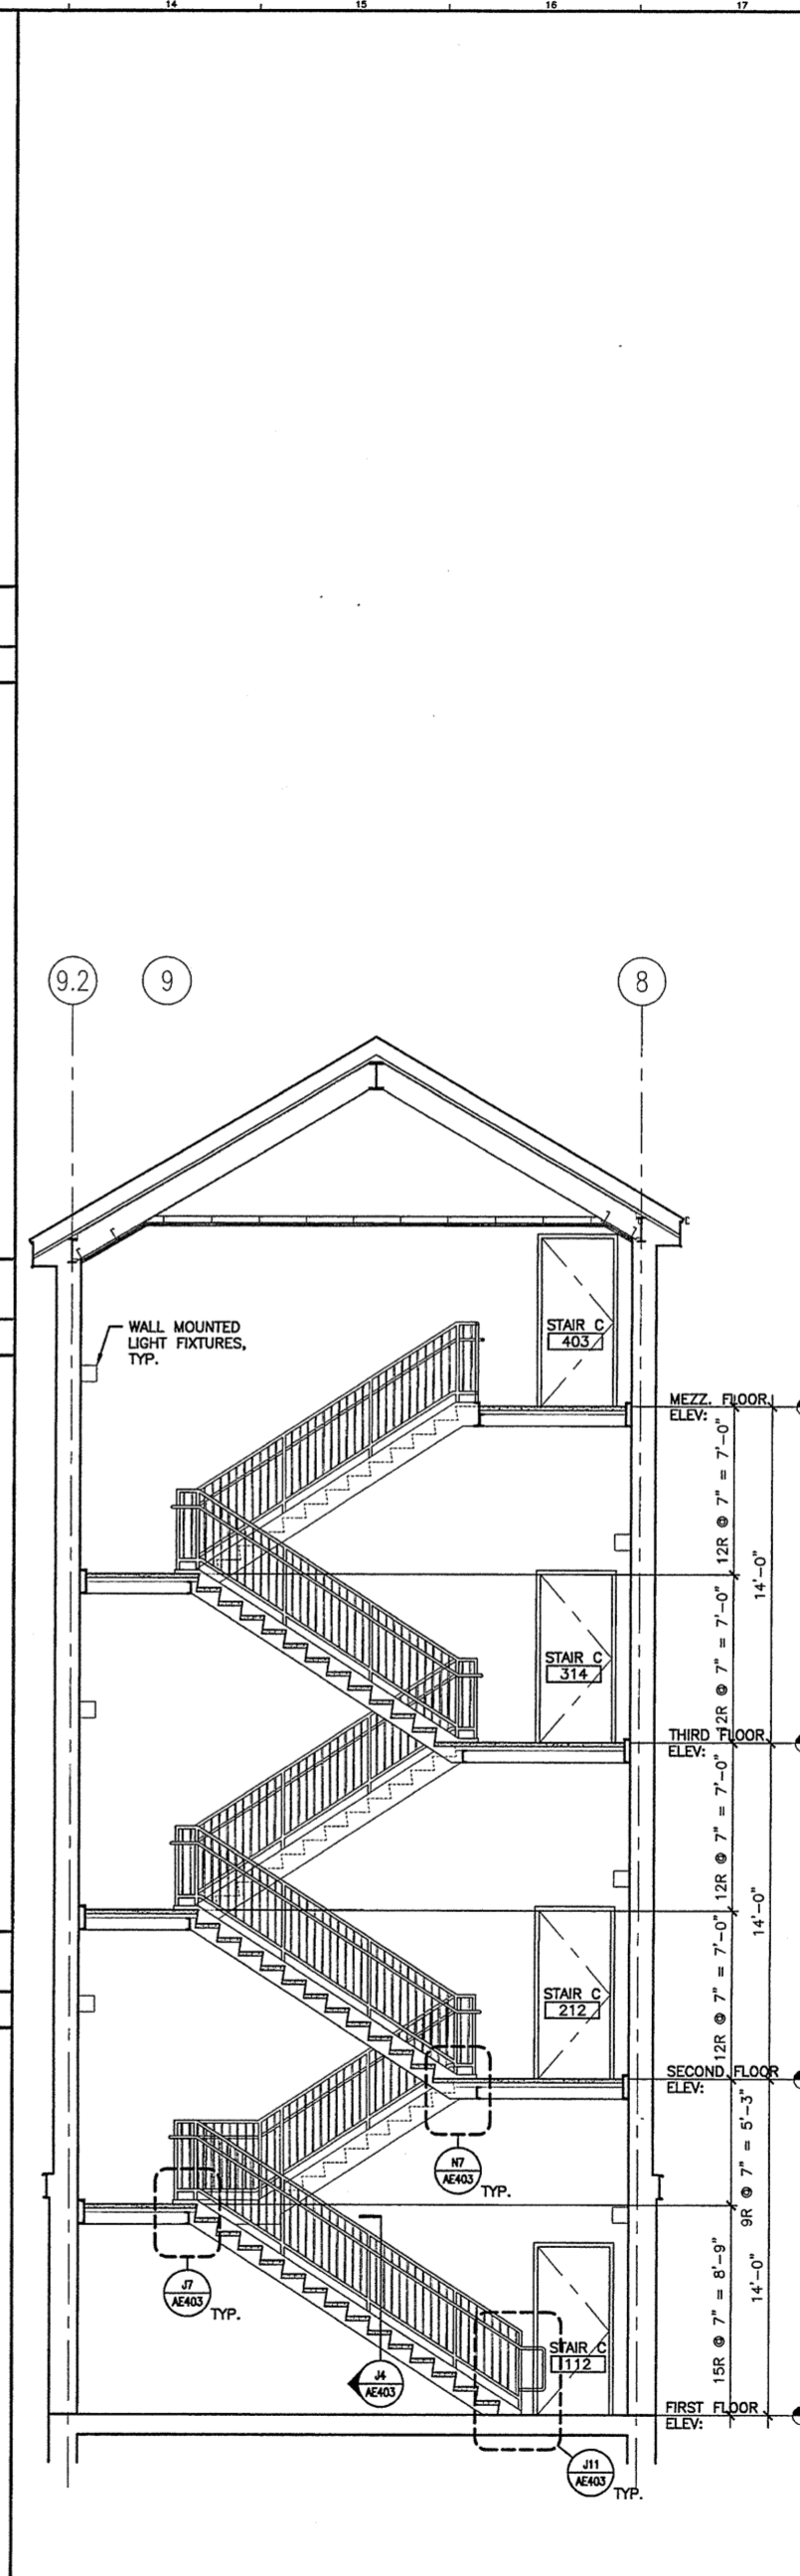 14
15
16
17
9.2
9
8
STAIR C
403
WALL MOUNTED
LIGHT FIXTURES,
TYP.
MEZZ. FLOOR
ELEV:
12R @ 7" = 7'-0"
14'-0"
12R @ 7" = 7'-0"
STAIR C
314
THIRD FLOOR
ELEV:
12R @ 7" = 7'-0"
14'-0"
12R @ 7" = 7'-0"
STAIR C
212
SECOND FLOOR
ELEV:
9R @ 7" = 5'-3"
N7
AE403
TYP.
J7
AE403
TYP.
15R @ 7" = 8'-9"
14'-0"
STAIR C
112
J4
AE403
FIRST FLOOR
ELEV:
J11
AE403
TYP.